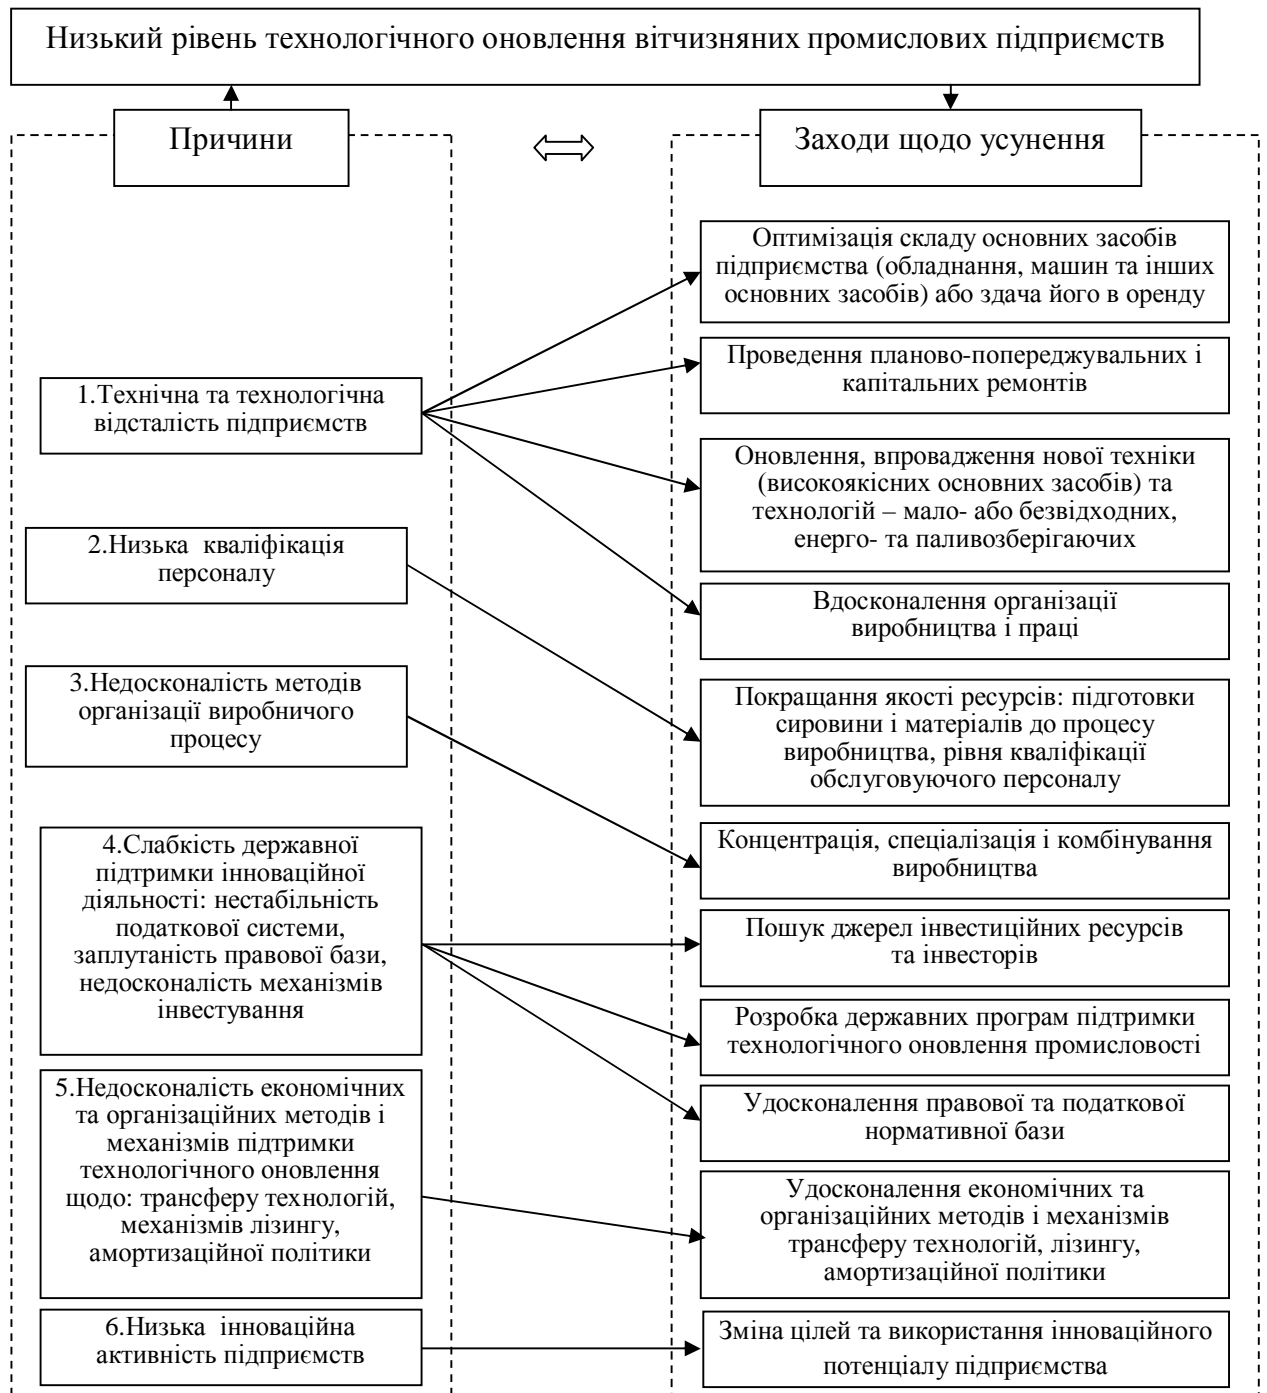 Низький рівень технологічного оновлення вітчизняних промислових підприємств
Причини
Заходи щодо усунення
1.Технічна та технологічна
відсталість підприємств
2.Низька кваліфікація
персоналу
3.Недосконалість методів
організації виробничого
процесу
4.Слабкість державної
підтримки інноваційної
діяльності: нестабільність
податкової системи,
заплутаність правової бази,
недосконалість механізмів
інвестування
5.Недосконалість економічних
та організаційних методів і
механізмів підтримки
технологічного оновлення
щодо: трансферу технологій,
механізмів лізингу,
амортизаційної політики
6.Низька інноваційна
активність підприємств
Оптимізація складу основних засобів
підприємства (обладнання, машин та інших
основних засобів) або здача його в оренду
Проведення планово-попереджувальних і
капітальних ремонтів
Оновлення, впровадження нової техніки
(високоякісних основних засобів) та
технологій – мало- або безвідходних,
енерго- та паливозберігаючих
Вдосконалення організації
виробництва і праці
Покращання якості ресурсів: підготовки
сировини і матеріалів до процесу
виробництва, рівня кваліфікації
обслуговуючого персоналу
Концентрація, спеціалізація і комбінування
виробництва
Пошук джерел інвестиційних ресурсів
та інвесторів
Розробка державних програм підтримки
технологічного оновлення промисловості
Удосконалення правової та податкової
нормативної бази
Удосконалення економічних та
організаційних методів і механізмів
трансферу технологій, лізингу,
амортизаційної політики
Зміна цілей та використання інноваційного
потенціалу підприємства